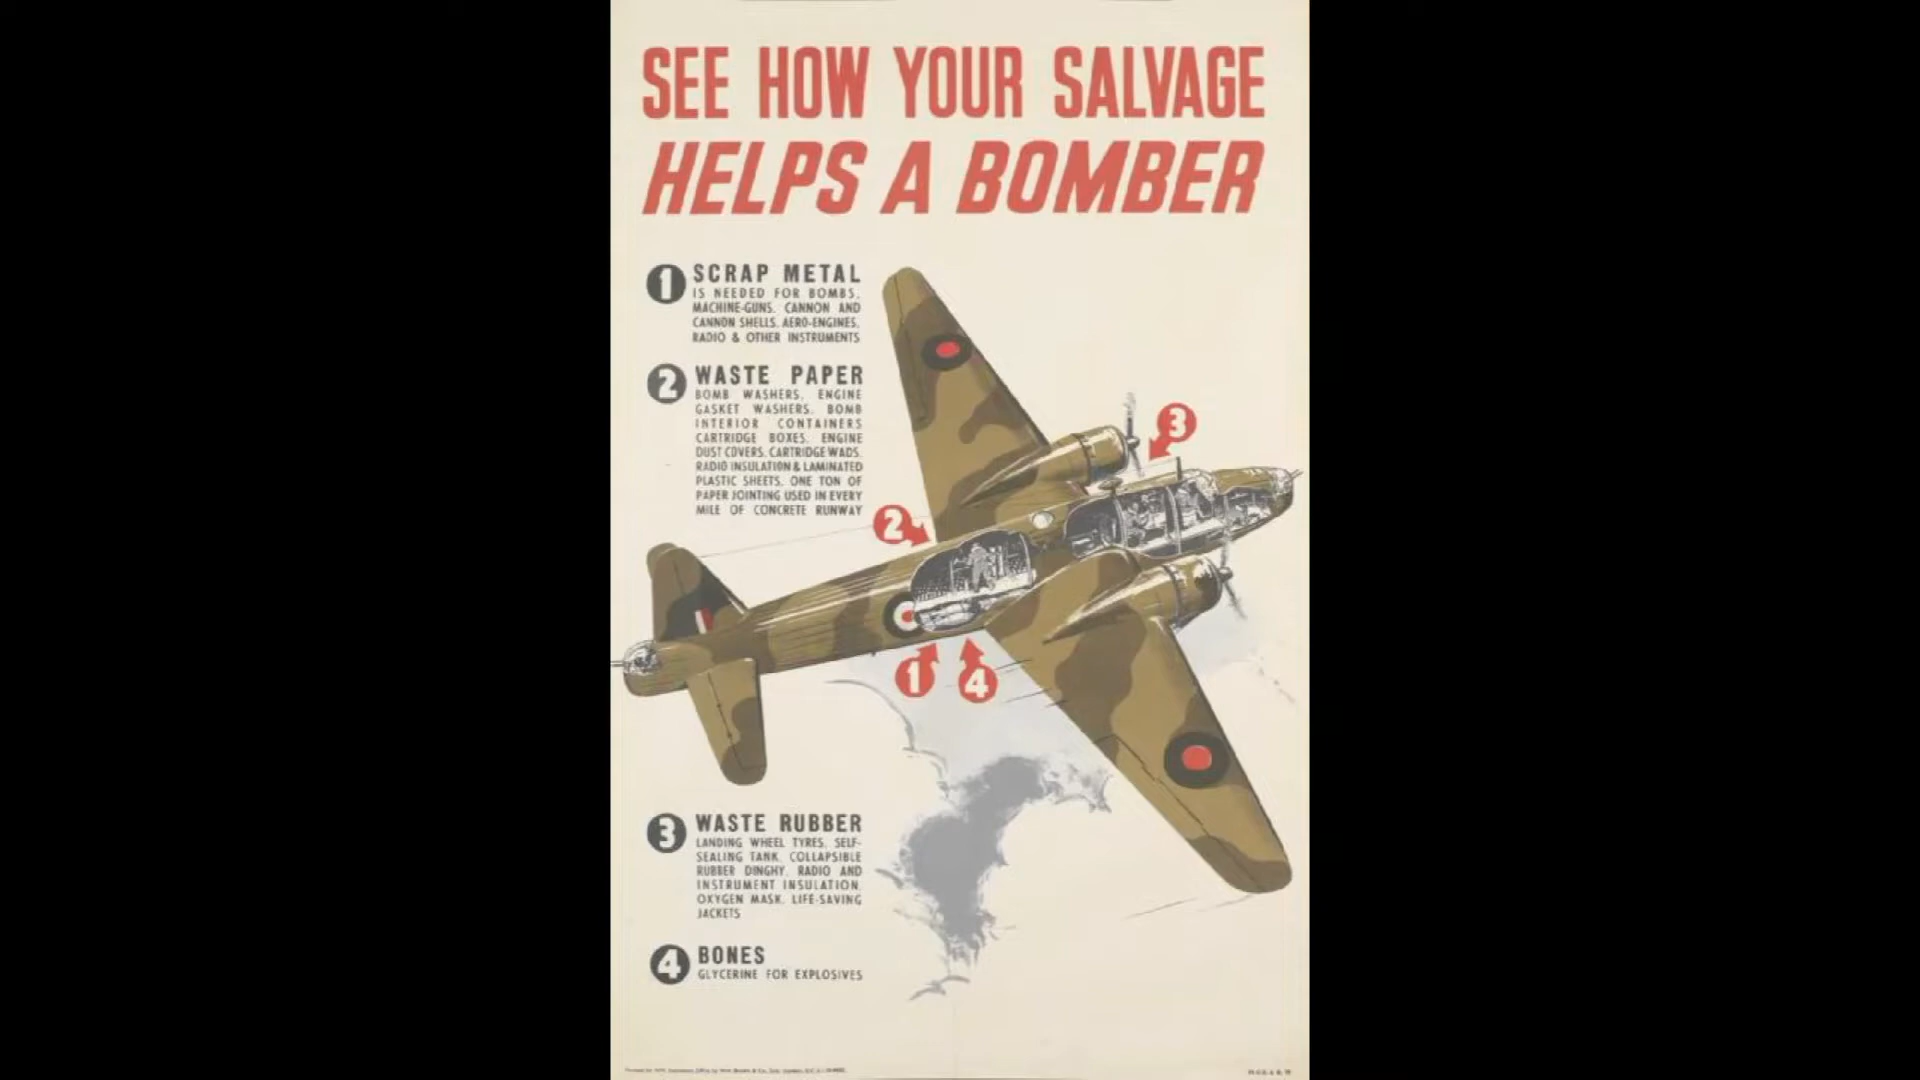 SEE HOW YOUR SALVAGE
HELPS A BOMBER
1 SCRAP METAL
IS NEEDED FOR BOMBS,
MACHINE-GUNS, CANNON AND
CANNON SHELLS, AERO-ENGINES,
RADIO & OTHER INSTRUMENTS
2 WASTE PAPER
BOMB WASHERS, ENGINE
GASKET WASHERS, BOMB
INTERIOR CONTAINERS
CARTRIDGE BOXES, ENGINE
DUST COVERS, CARTRIDGE WADS,
RADIO INSULATION & LAMINATED
PLASTIC SHEETS, ONE TON OF
PAPER JOINTING USED IN EVERY
MILE OF CONCRETE RUNWAY
3
2
1 4
3 WASTE RUBBER
LANDING WHEEL TYRES, SELF-
SEALING TANK, COLLAPSIBLE
RUBBER DINGHY, RADIO AND
INSTRUMENT INSULATION,
OXYGEN MASK, LIFE-SAVING
JACKETS
4 BONES
GLYCERINE FOR EXPLOSIVES